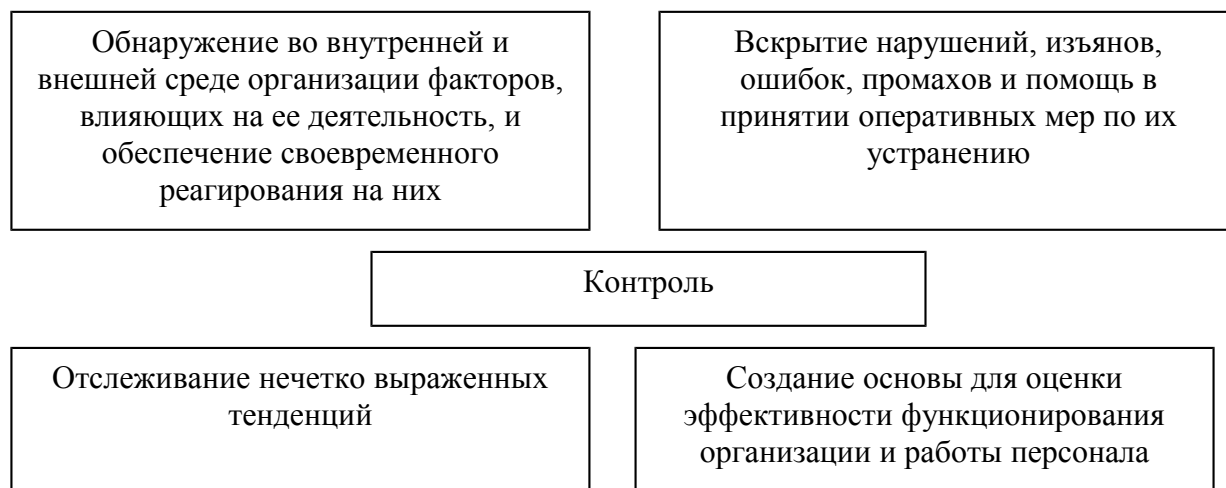 Обнаружение во внутренней и
внешней среде организации факторов,
влияющих на ее деятельность, и
обеспечение своевременного
реагирования на них
Вскрытие нарушений, изъянов,
ошибок, промахов и помощь в
принятии оперативных мер по их
устранению
Контроль
Отслеживание нечетко выраженных
тенденций
Создание основы для оценки
эффективности функционирования
организации и работы персонала